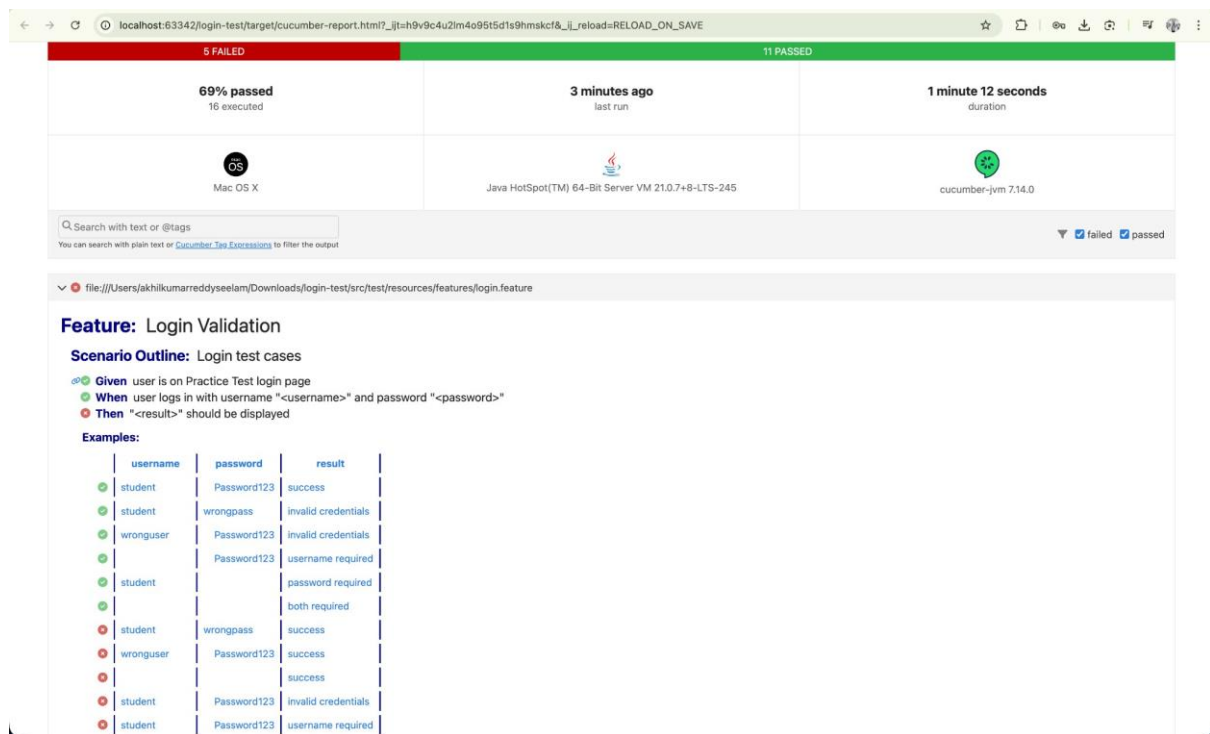 localhost:63342/login-test/target/cucumber-report.html?_ijt=h9v9c4u2lm4o95t5d1s9hmskcf&_ij_reload=RELOAD_ON_SAVE
5 FAILED 11 PASSED
69% passed 3 minutes ago 1 minute 12 seconds
16 executed last run duration
mac
OS
Java
Mac OS X Java HotSpot(TM) 64-Bit Server VM 21.0.7+8-LTS-245 cucumber-jvm 7.14.0
Search with text or @tags
You can search with plain text or Cucumber Tag Expressions to filter the output
failed passed
file:///Users/akhilkumarreddyseelam/Downloads/login-test/src/test/resources/features/login.feature
Feature: Login Validation
Scenario Outline: Login test cases
Given user is on Practice Test login page
When user logs in with username "<username>" and password "<password>"
Then "<result>" should be displayed
Examples:
username password result
student Password123 success
student wrongpass invalid credentials
wronguser Password123 invalid credentials
Password123 username required
student password required
both required
student wrongpass success
wronguser Password123 success
success
student Password123 invalid credentials
student Password123 username required